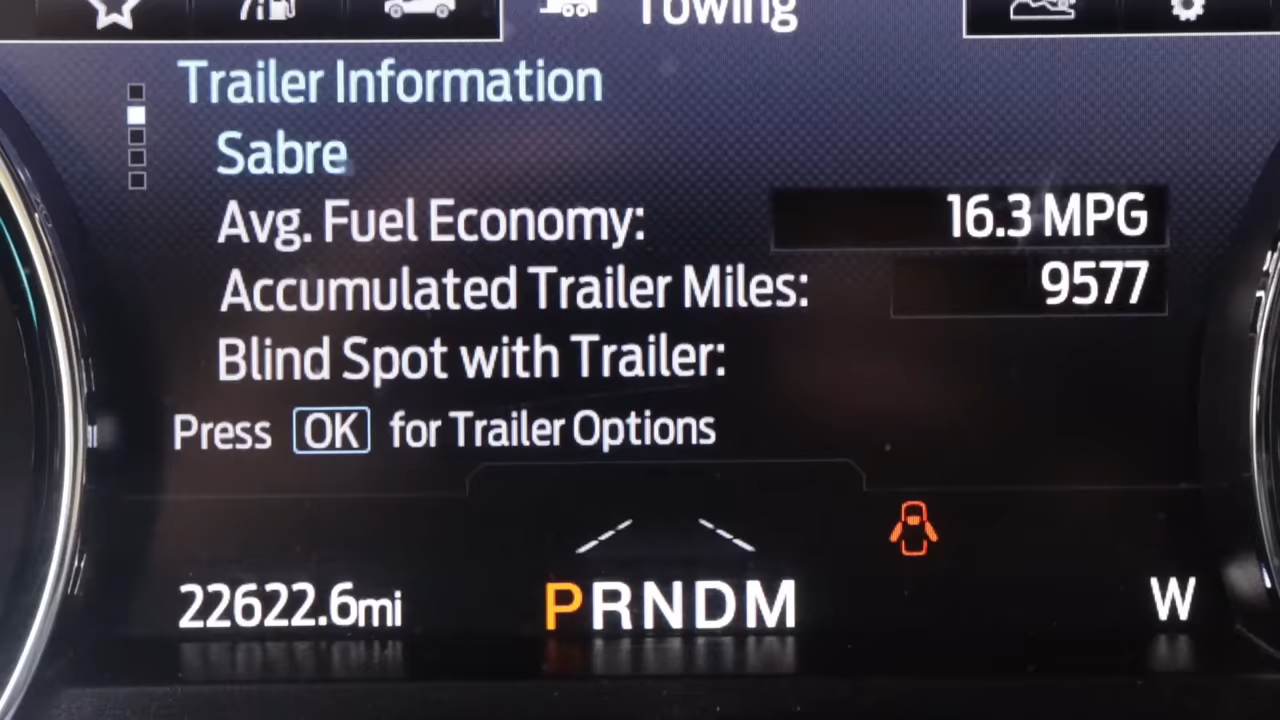 Towing
Trailer Information
Sabre
Avg. Fuel Economy: 16.3 MPG
Accumulated Trailer Miles: 9577
Blind Spot with Trailer:
Press OK for Trailer Options
22622.6mi PRNDM W